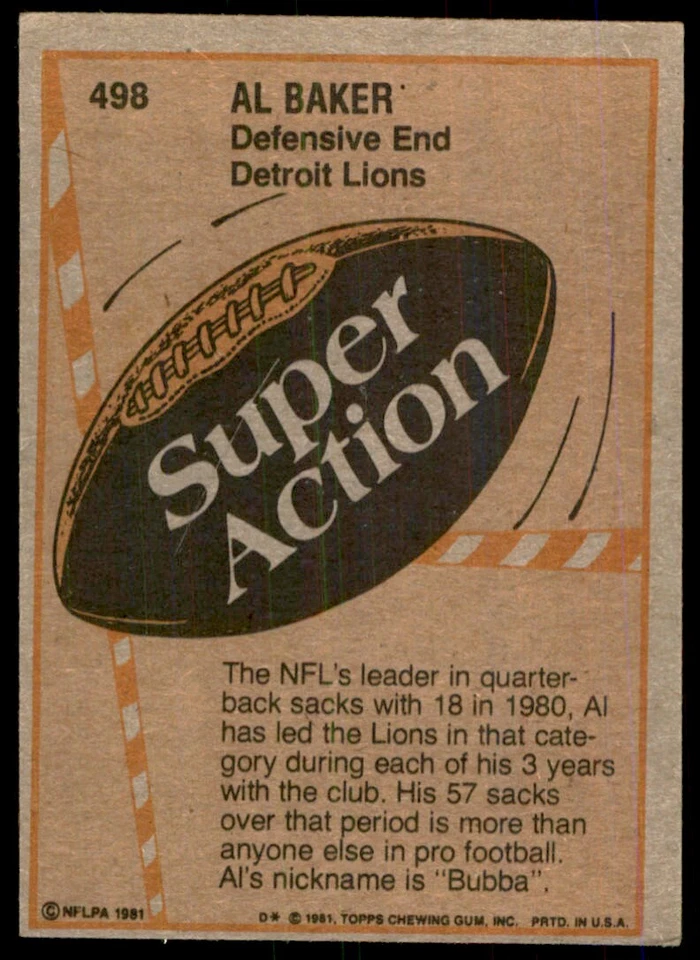 498
AL BAKER
Defensive End
Detroit Lions
Super
Action
The NFL's leader in quarter-
back sacks with 18 in 1980, Al
has led the Lions in that cate-
gory during each of his 3 years
with the club. His 57 sacks
over that period is more than
anyone else in pro football.
Al's nickname is "Bubba".
© NFLPA 1981
D* © 1981, TOPPS CHEWING GUM, INC. PRTD. IN U.S.A.